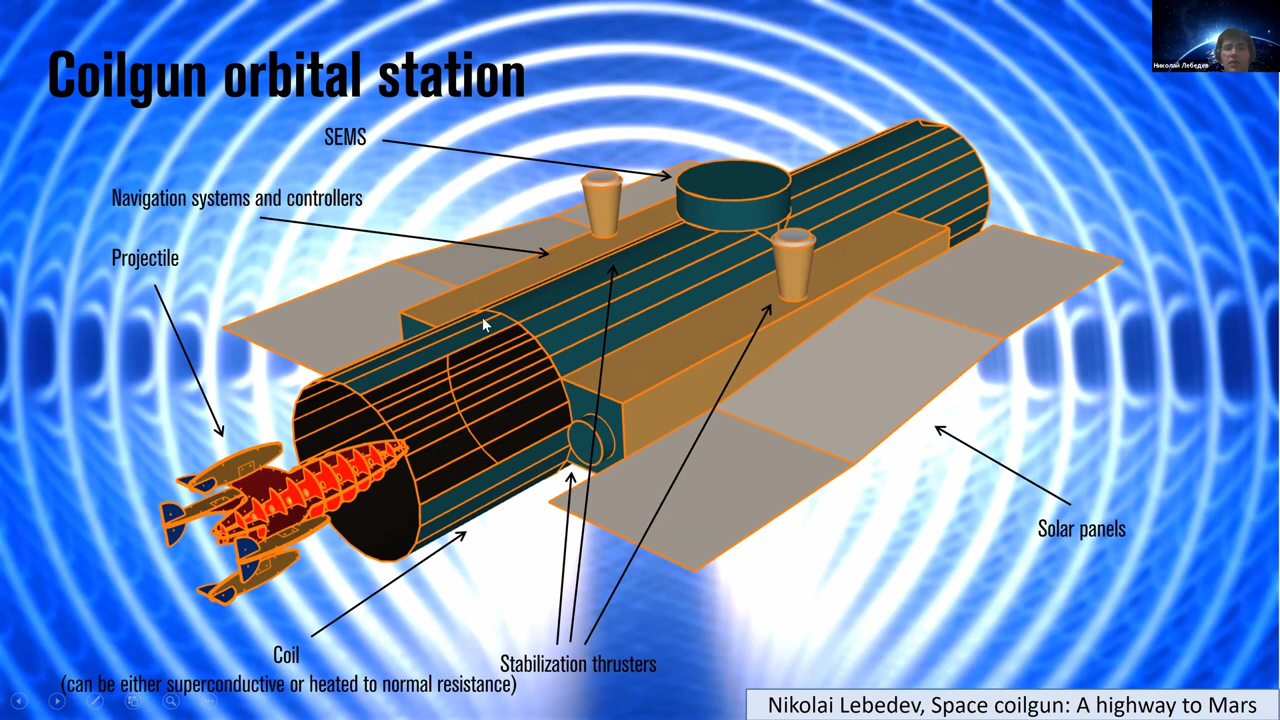 Coilgun orbital station
Николай Лебедев
SEMS
Navigation systems and controllers
Projectile
Solar panels
Coil
(can be either superconductive or heated to normal resistance)
Stabilization thrusters
Nikolai Lebedev, Space coilgun: A highway to Mars